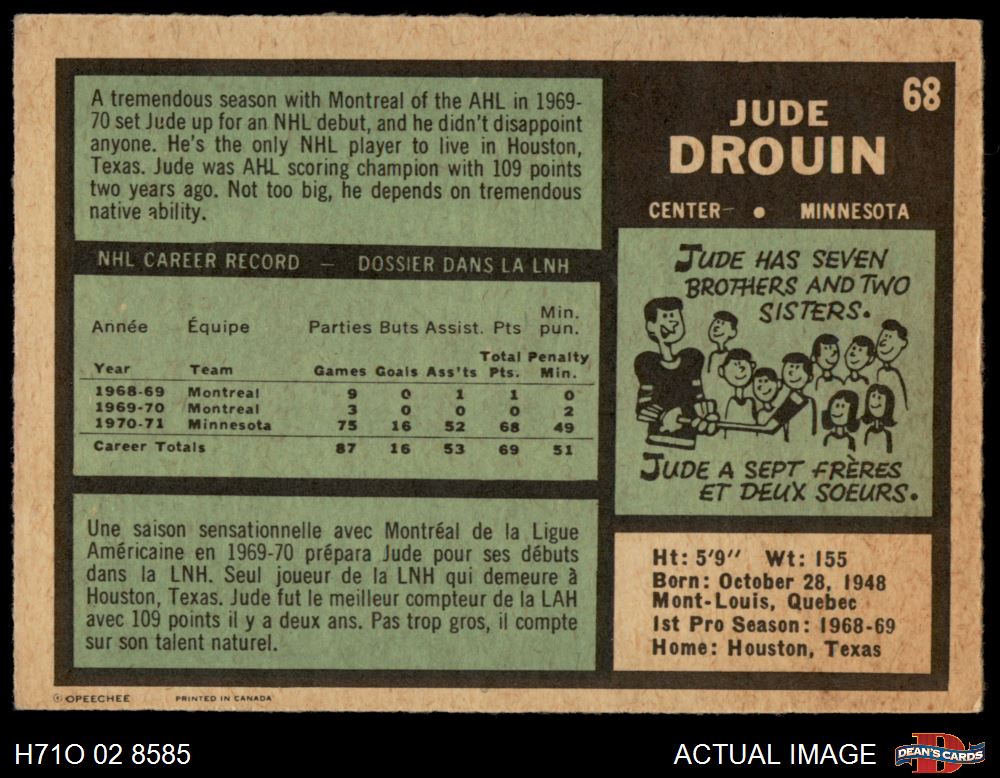 68
JUDE
DROUIN
CENTER • MINNESOTA
A tremendous season with Montreal of the AHL in 1969-
70 set Jude up for an NHL debut, and he didn't disappoint
anyone. He's the only NHL player to live in Houston,
Texas. Jude was AHL scoring champion with 109 points
two years ago. Not too big, he depends on tremendous
native ability.
NHL CAREER RECORD — DOSSIER DANS LA LNH
Année Équipe Parties Buts Assist. Pts Min. pun.
Year Team Games Goals Ass'ts Total Pts. Penalty Min.
1968-69 Montreal 9 0 1 1 0
1969-70 Montreal 3 0 0 0 2
1970-71 Minnesota 75 16 52 68 49
Career Totals 87 16 53 69 51
Une saison sensationnelle avec Montréal de la Ligue
Américaine en 1969-70 prépara Jude pour ses débuts
dans la LNH. Seul joueur de la LNH qui demeure à
Houston, Texas. Jude fut le meilleur compteur de la LAH
avec 109 points il y a deux ans. Pas trop gros, il compte
sur son talent naturel.
JUDE HAS SEVEN
BROTHERS AND TWO
SISTERS.
JUDE A SEPT FRÈRES
ET DEUX SOEURS.
Ht: 5'9" Wt: 155
Born: October 28, 1948
Mont-Louis, Quebec
1st Pro Season: 1968-69
Home: Houston, Texas
© OPEECHEE PRINTED IN CANADA
H71O 02 8585
ACTUAL IMAGE
DEAN'S CARDS